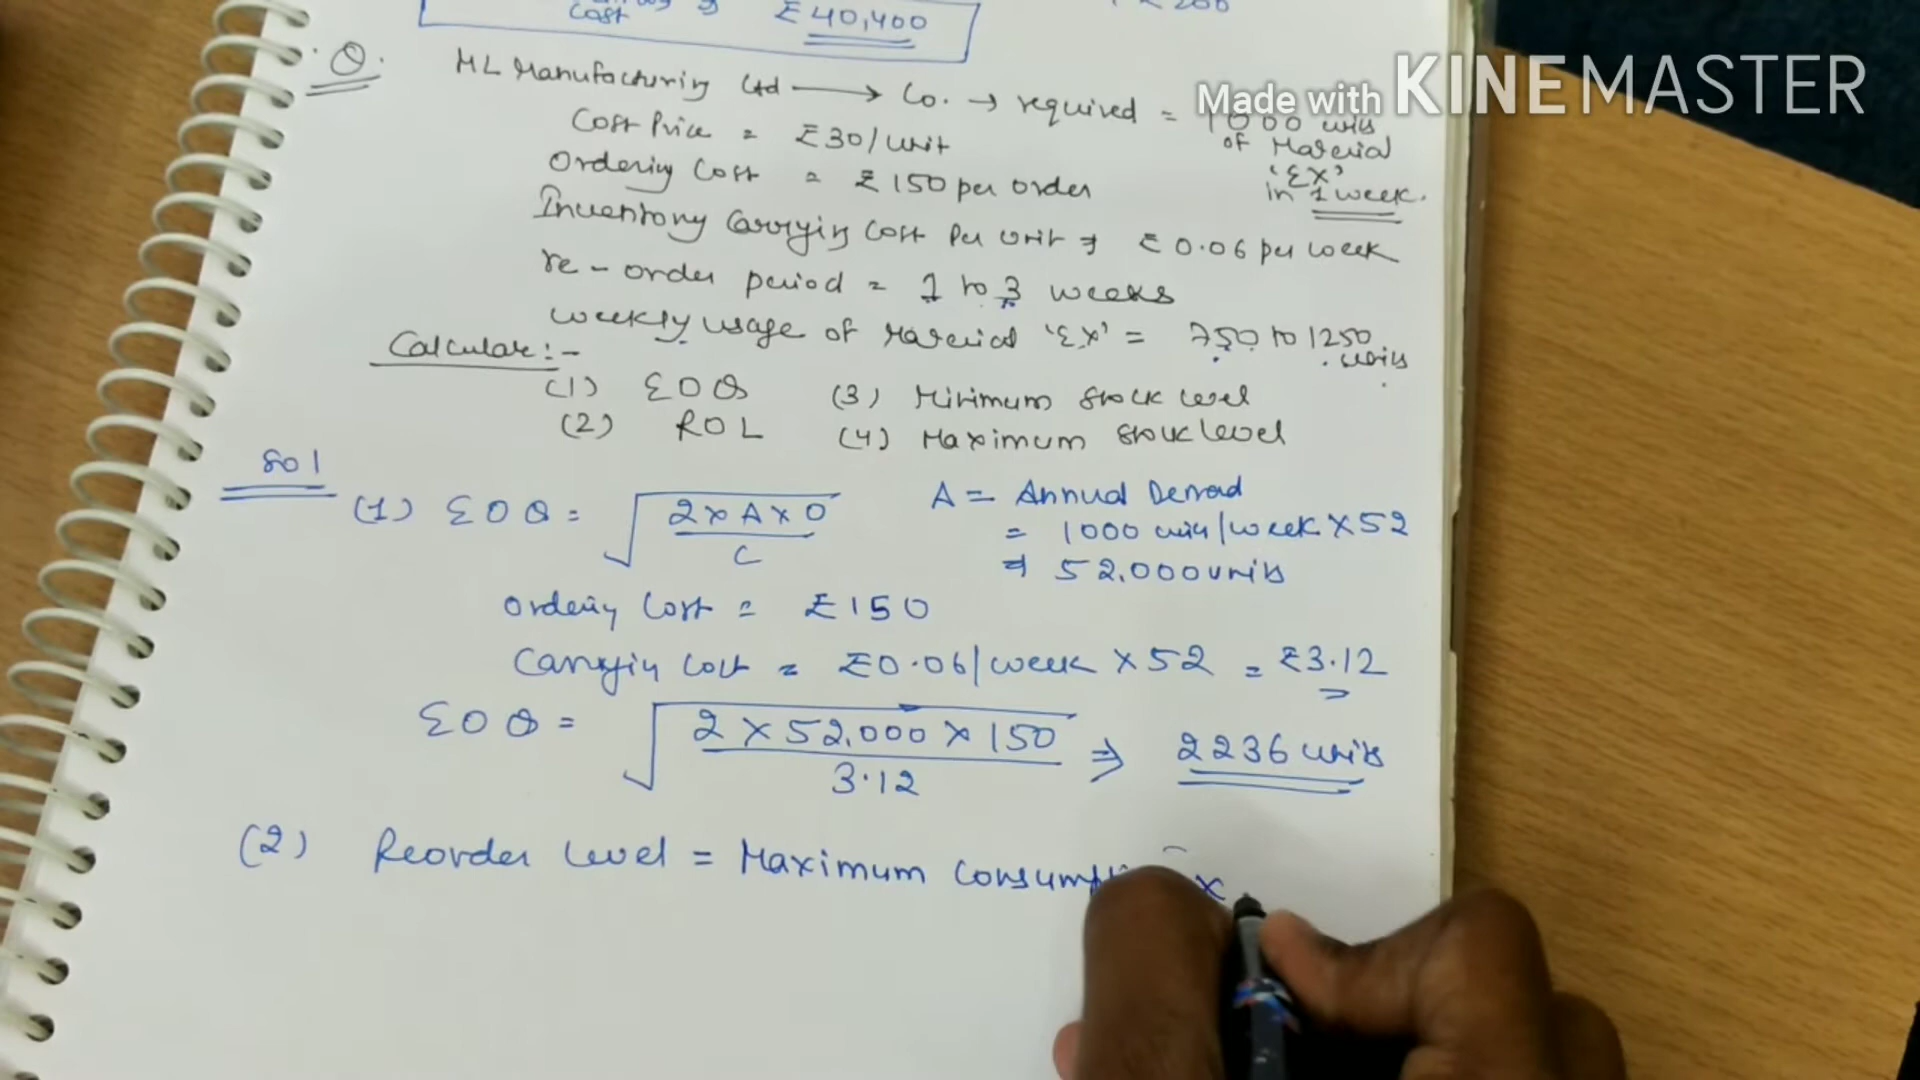 Cost ₹40,400
Made with KINEMASTER
Q. ML Manufacturing Ltd → Co. → required = 1000 units
of Material
'EX'
in 1 week.
Cost Price = ₹30/unit
Ordering Cost = ₹150 per order
Inventory Carrying Cost Per Unit ⇒ ₹0.06 per week
re-order period = 1 to 3 weeks
weekly usage of Material 'EX' = 750 to 1250 units
Calculate:-
(1) EOQ (3) Minimum stock level
(2) ROL (4) Maximum stock level
Sol
(1) EOQ = √ 2×A×O / C
A = Annual Demand
= 1000 units/week × 52
⇒ 52,000 units
Ordering Cost = ₹150
Carrying Cost = ₹0.06/week × 52 = ₹3.12
EOQ = √ 2 × 52,000 × 150 / 3.12 ⇒ 2236 units
(2) Reorder Level = Maximum ×